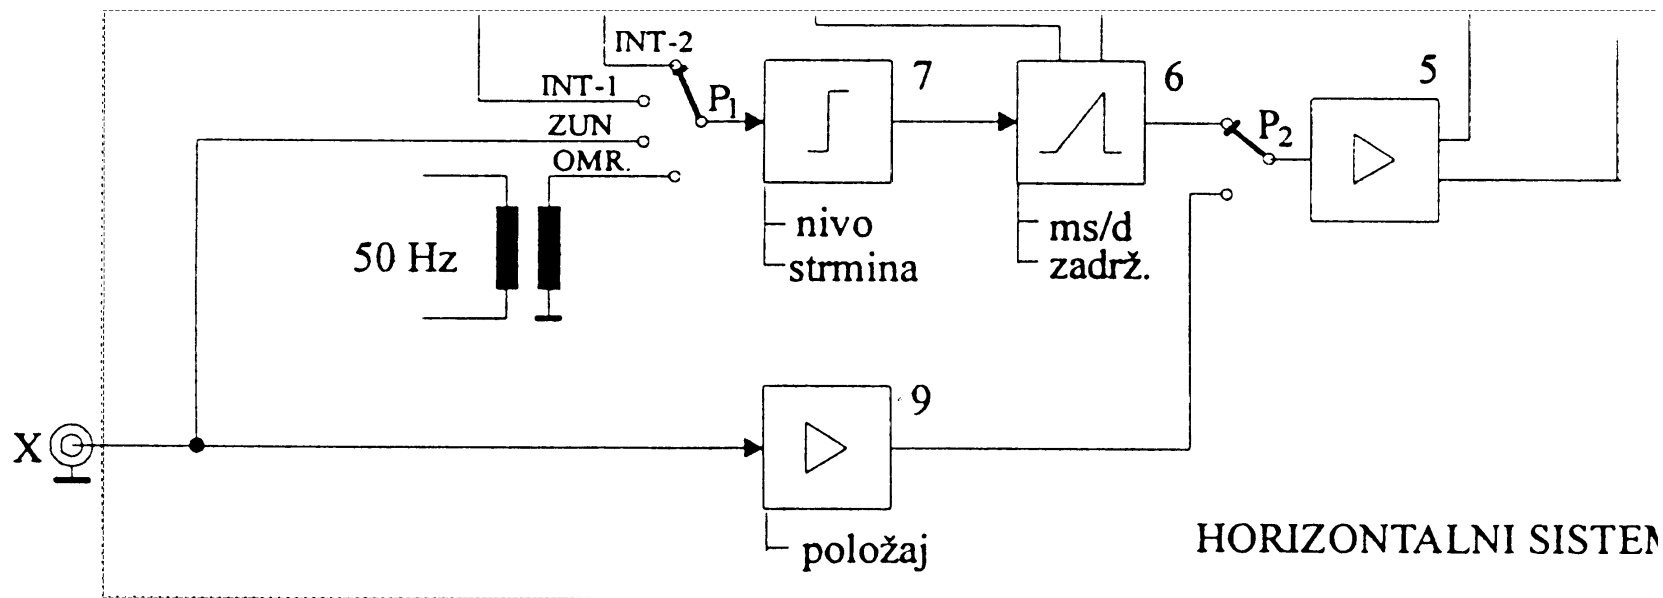 INT-2
INT-1
P1
ZUN
OMR.
7
6
5
P2
nivo
strmina
ms/d
zadrž.
50 Hz
9
X
položaj
HORIZONTALNI SISTEM